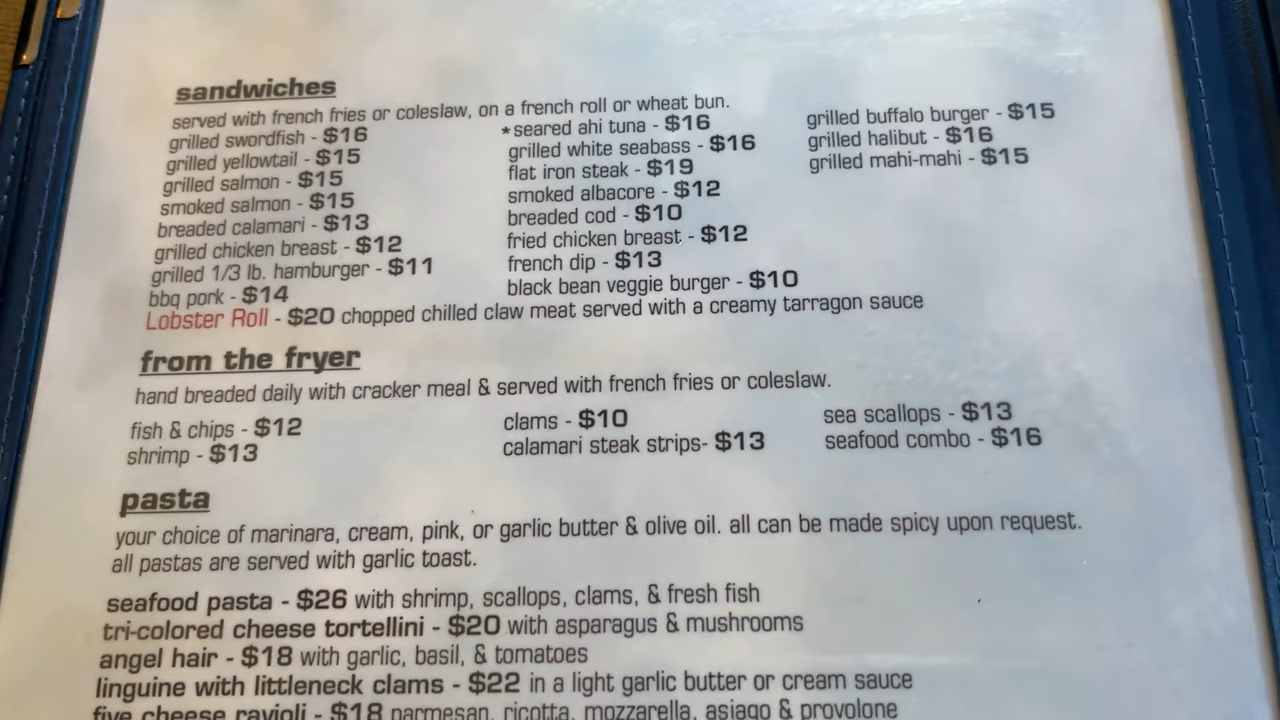 sandwiches
served with french fries or coleslaw, on a french roll or wheat bun.
grilled swordfish - $16
grilled yellowtail - $15
grilled salmon - $15
smoked salmon - $15
breaded calamari - $13
grilled chicken breast - $12
grilled 1/3 lb. hamburger - $11
bbq pork - $14
*seared ahi tuna - $16
grilled white seabass - $16
flat iron steak - $19
smoked albacore - $12
breaded cod - $10
fried chicken breast - $12
french dip - $13
black bean veggie burger - $10
grilled buffalo burger - $15
grilled halibut - $16
grilled mahi-mahi - $15
Lobster Roll - $20 chopped chilled claw meat served with a creamy tarragon sauce
from the fryer
hand breaded daily with cracker meal & served with french fries or coleslaw.
fish & chips - $12
shrimp - $13
clams - $10
calamari steak strips- $13
sea scallops - $13
seafood combo - $16
pasta
your choice of marinara, cream, pink, or garlic butter & olive oil. all can be made spicy upon request.
all pastas are served with garlic toast.
seafood pasta - $26 with shrimp, scallops, clams, & fresh fish
tri-colored cheese tortellini - $20 with asparagus & mushrooms
angel hair - $18 with garlic, basil, & tomatoes
linguine with littleneck clams - $22 in a light garlic butter or cream sauce
five cheese ravioli - $18 parmesan, ricotta, mozzarella, asiago & provolone